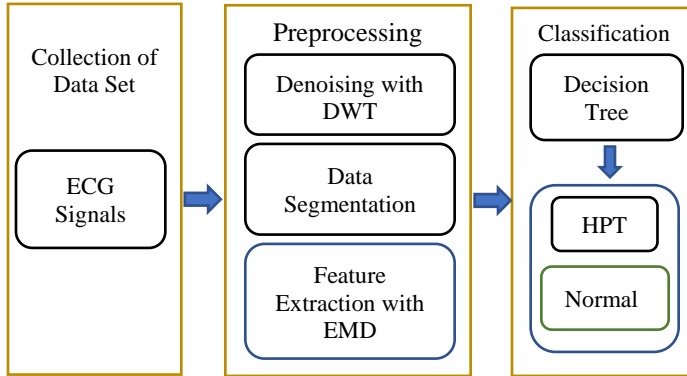 Collection of
Data Set
ECG
Signals
Preprocessing
Denoising with
DWT
Data
Segmentation
Feature
Extraction with
EMD
Classification
Decision
Tree
HPT
Normal